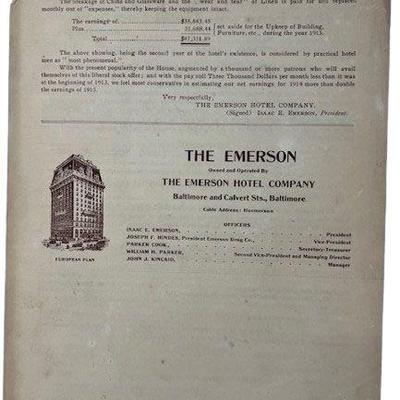 The breakage of China and Glassware and the "wear and tear" of Linen is paid for and replaced
monthly out of "expenses," thereby keeping the equipment intact.
The earnings of, $35,643.45
Plus 31,688.44
Total $67,331.89
set aside for the Upkeep of Building,
Furniture, etc., during the year 1913.
The above showing, being the second year of the hotel's existence, is considered by practical hotel
men as "most phenomenal."
With the present popularity of the House, augmented by a thousand or more patrons who will avail
themselves of this liberal stock offer; and with the pay roll Three Thousand Dollars per month less than it was
at the beginning of 1913, we feel most conservative in estimating our net earnings for 1914 more than double
the earnings of 1913.
Very respectfully,
THE EMERSON HOTEL COMPANY.
(Signed) ISAAC E. EMERSON, President.
THE EMERSON
Owned and Operated By
THE EMERSON HOTEL COMPANY
Baltimore and Calvert Sts., Baltimore
Cable Address:
OFFICERS
ISAAC E. EMERSON, President
JOSEPH F. HINDES, President Emerson Drug Co., Vice-President
PARKER COOK, Secretary-Treasurer
WILLIAM H. PARKER, Second Vice-President and Managing Director
JOHN J. KINCAID, Manager
EUROPEAN PLAN